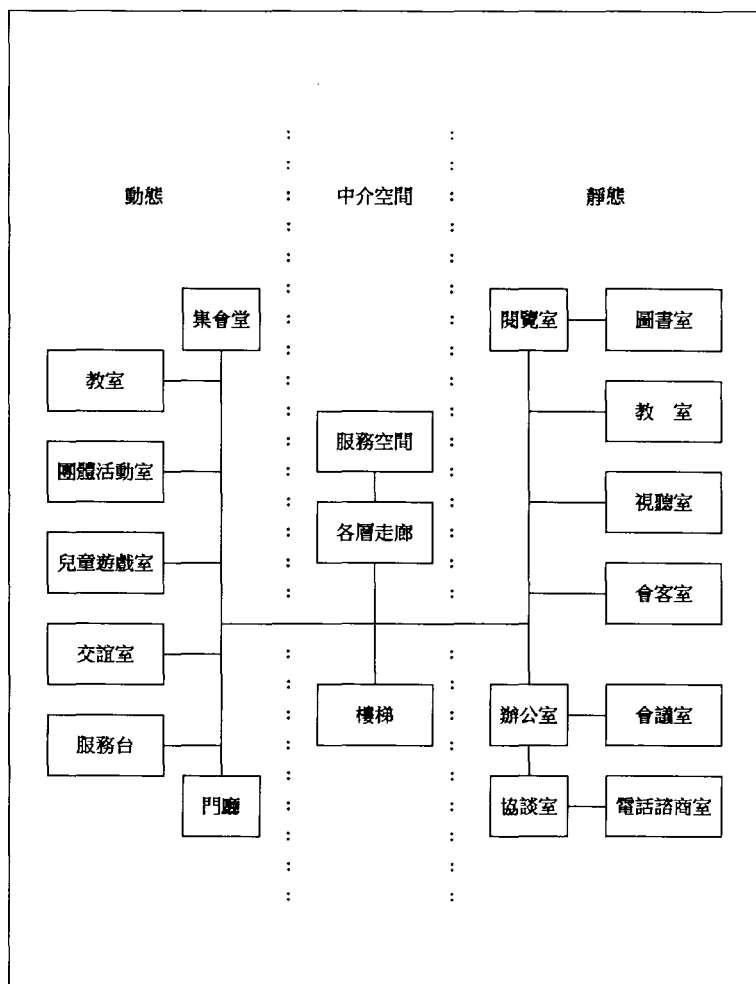 動態
中介空間
靜態
集會堂
教室
團體活動室
兒童遊戲室
交誼室
服務台
門廳
服務空間
各層走廊
樓梯
閱覽室
圖書室
教　室
視聽室
會客室
辦公室
會議室
協談室
電話諮商室